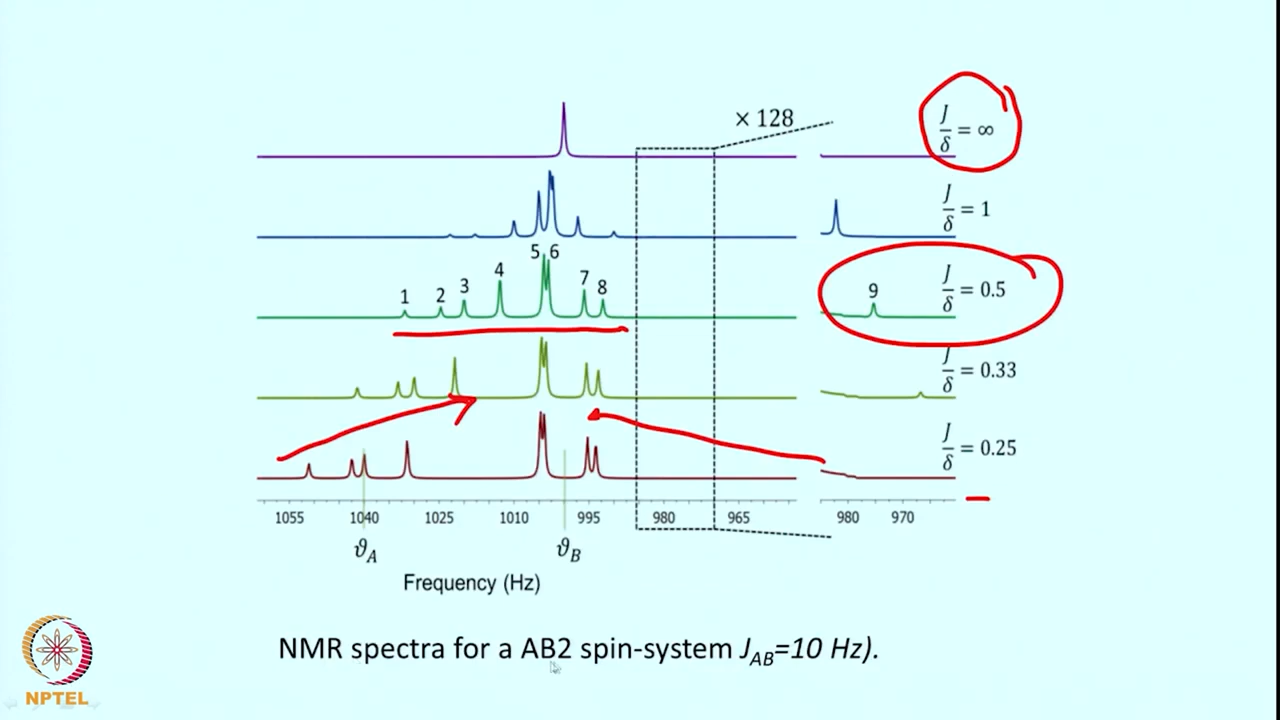 × 128
J/δ = ∞
J/δ = 1
1 2 3 4 5 6 7 8 9
J/δ = 0.5
J/δ = 0.33
J/δ = 0.25
1055 1040 1025 1010 995 980 965 980 970
ϑA ϑB
Frequency (Hz)
NMR spectra for a AB2 spin-system JAB=10 Hz).
NPTEL